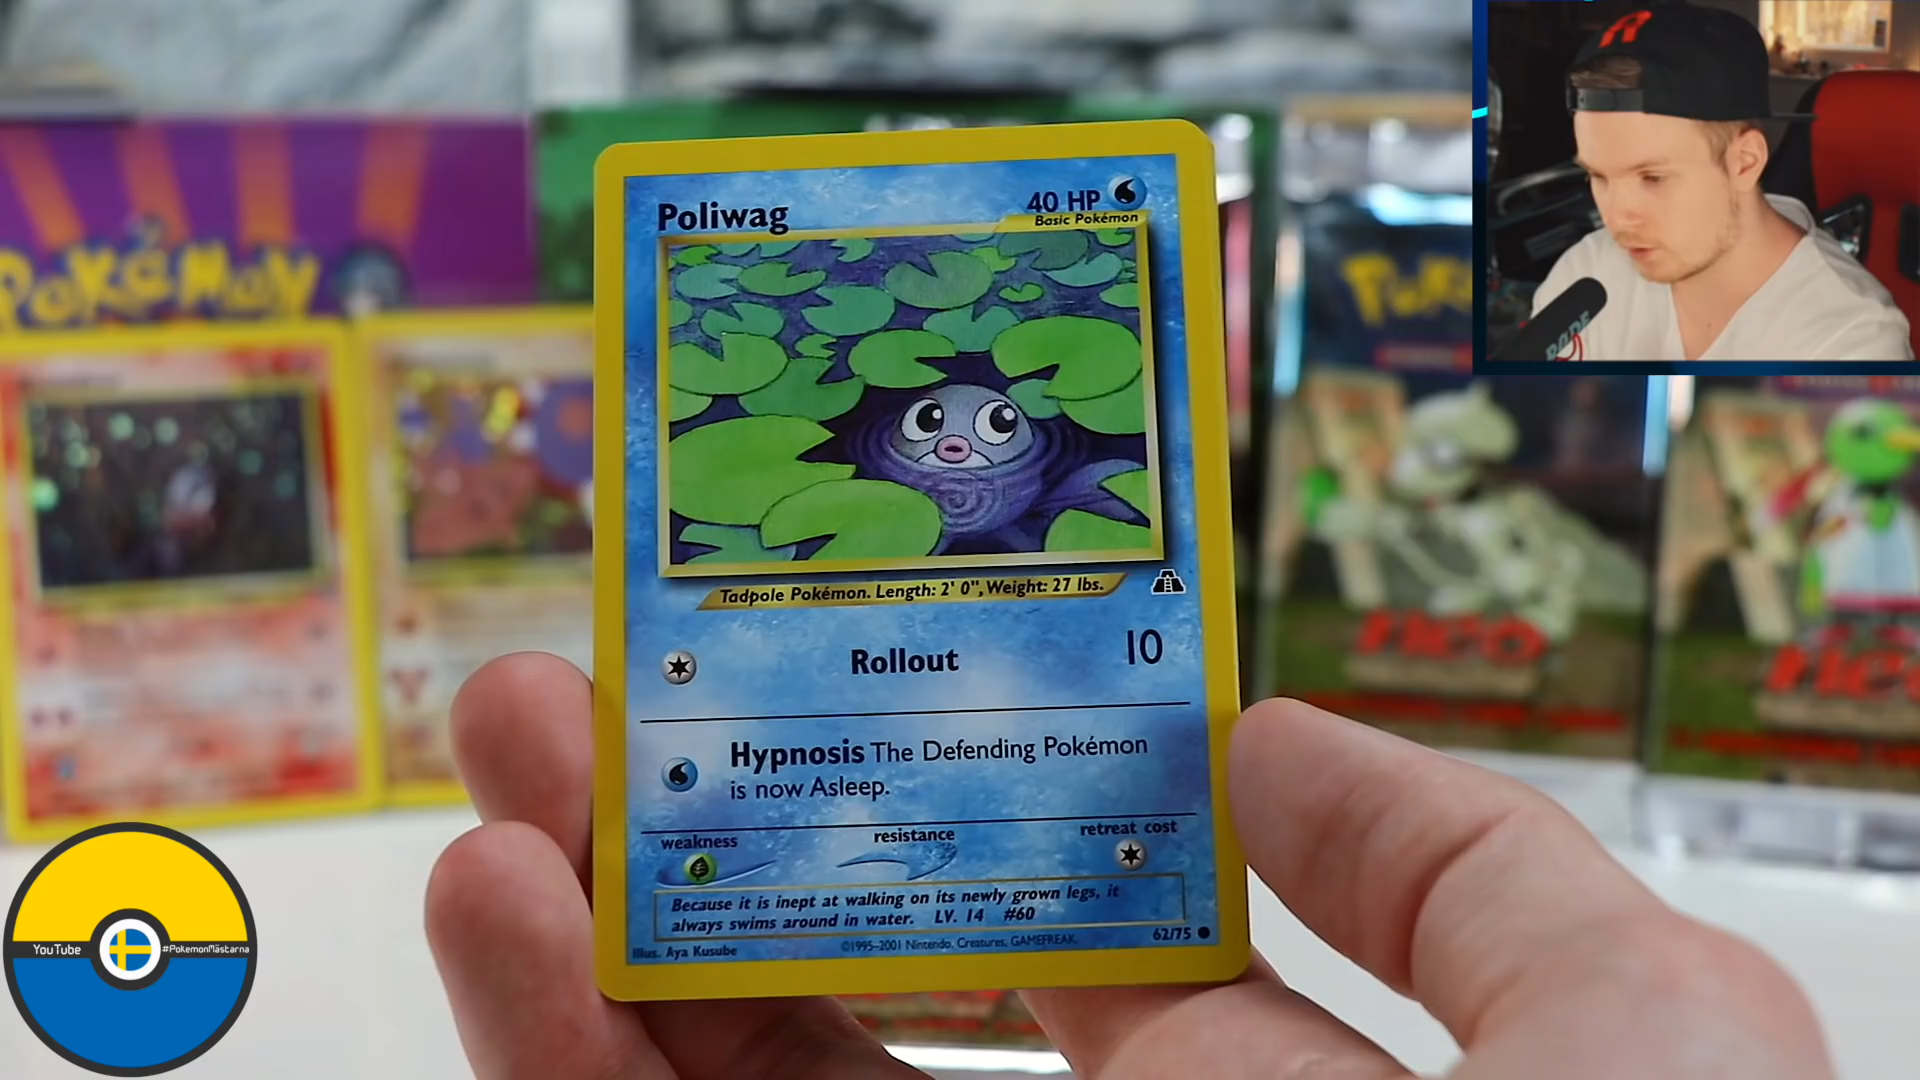 Poliwag
40 HP
Basic Pokémon
Tadpole Pokémon. Length: 2' 0", Weight: 27 lbs.
Rollout
10
Hypnosis The Defending Pokémon
is now Asleep.
weakness
resistance
retreat cost
Because it is inept at walking on its newly grown legs, it
always swims around in water. LV. 14 #60
Illus. Aya Kusube
©1995-2001 Nintendo, Creatures, GAMEFREAK.
62/75
POKéMON
neo
neo
YouTube
#PokemonMästarna